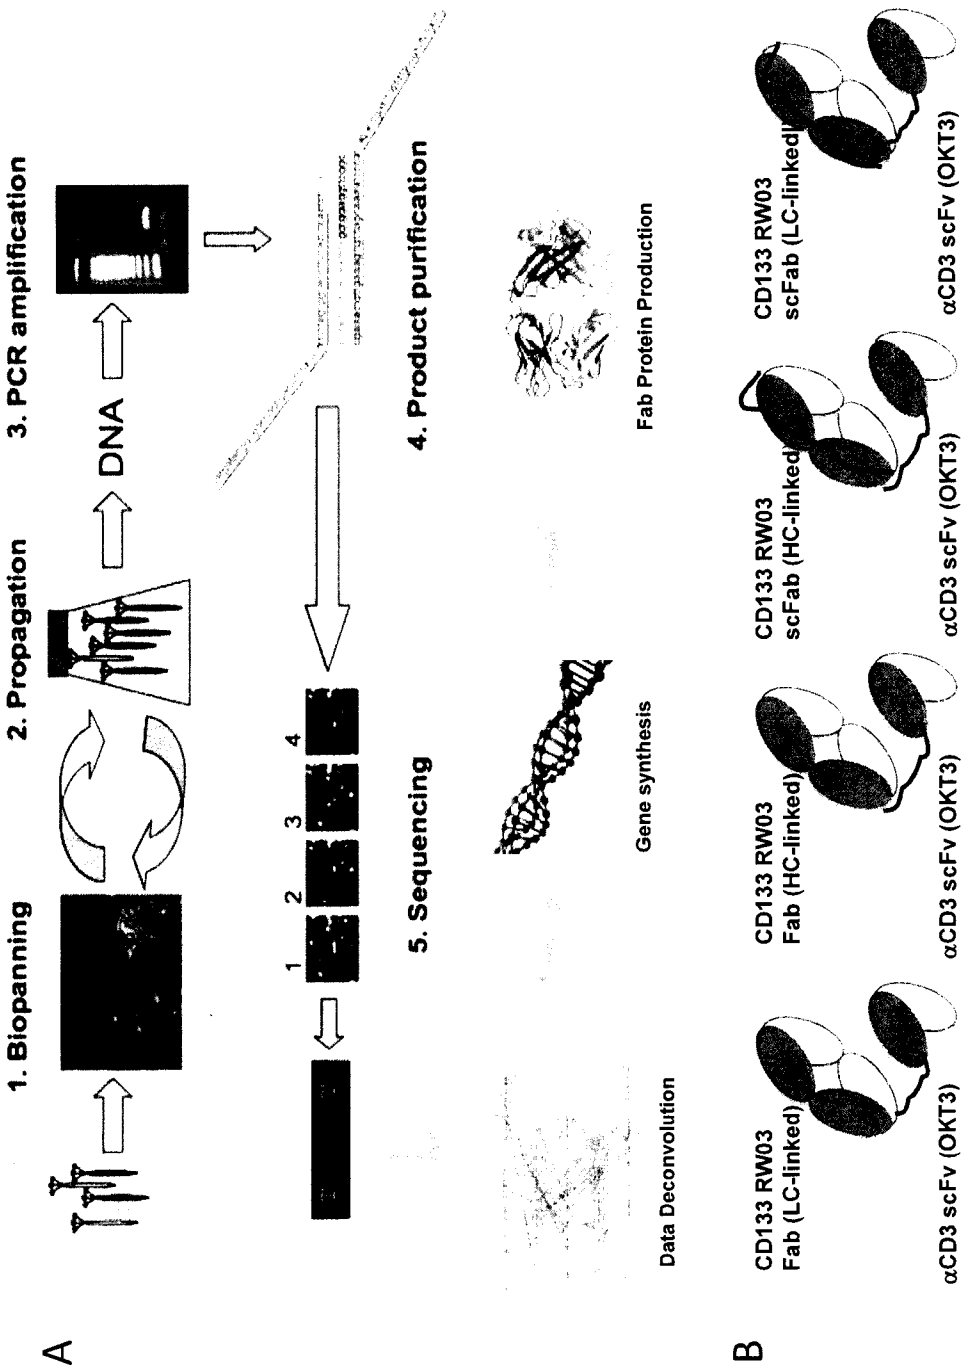 A
1. Biopanning
2. Propagation
DNA
3. PCR amplification
4. Product purification
1
2
3
4
5. Sequencing
Data Deconvolution
Gene synthesis
Fab Protein Production
B
CD133 RW03
Fab (LC-linked)
αCD3 scFv (OKT3)
CD133 RW03
Fab (HC-linked)
αCD3 scFv (OKT3)
CD133 RW03
scFab (HC-linked)
αCD3 scFv (OKT3)
CD133 RW03
scFab (LC-linked)
αCD3 scFv (OKT3)